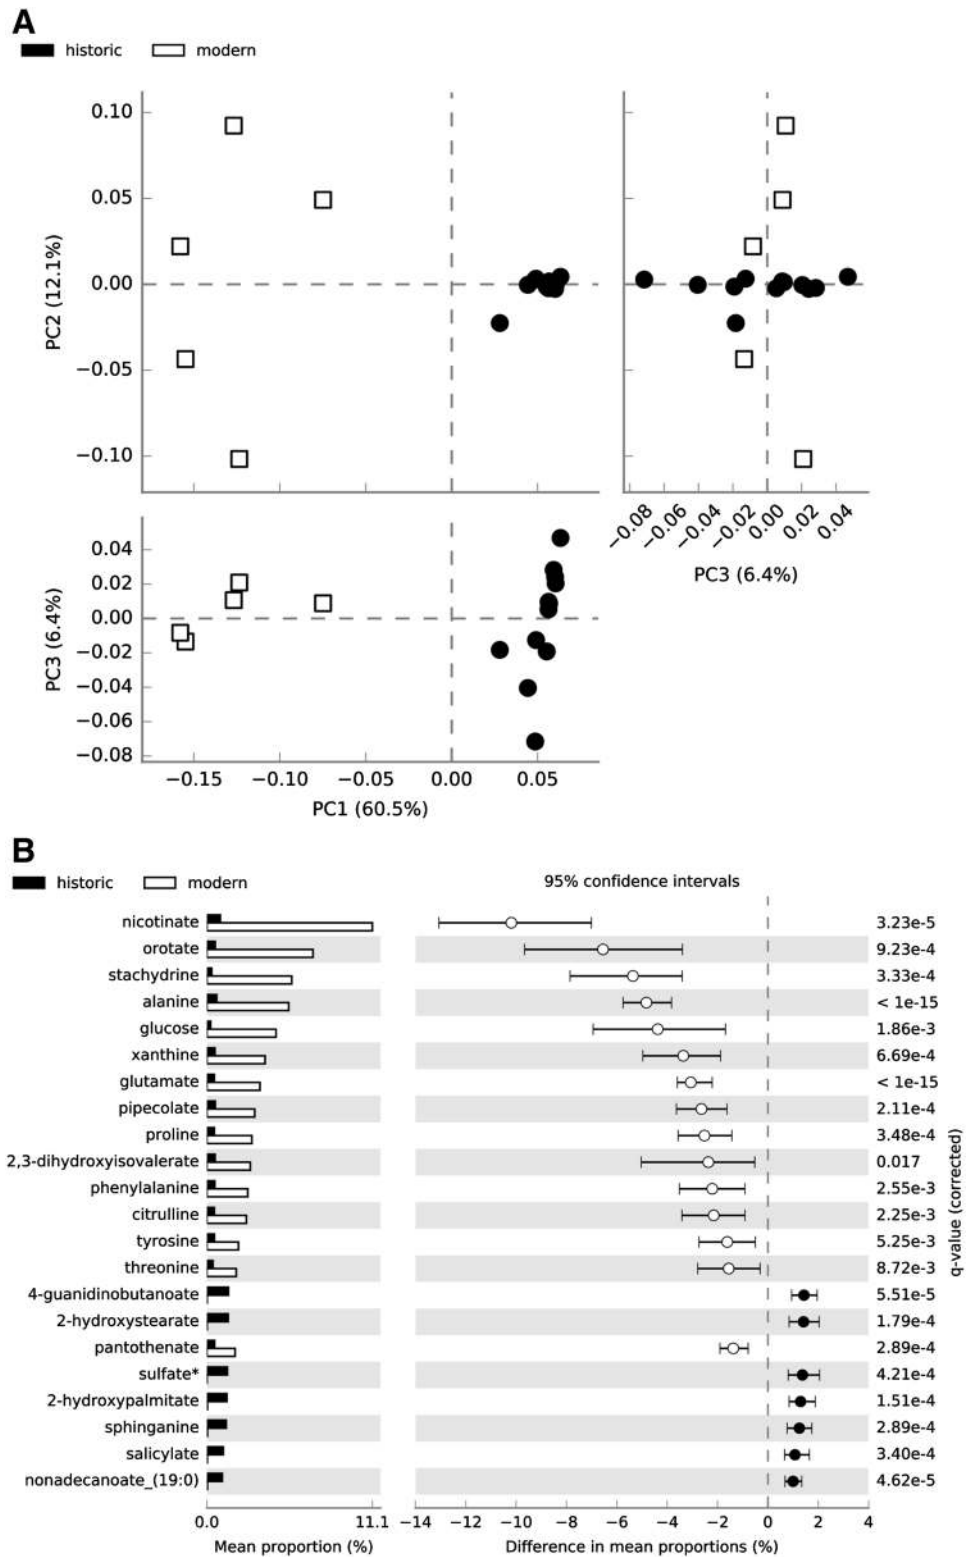 A
historic modern
0.10
0.05
0.00
−0.05
−0.10
PC2 (12.1%)
−0.08 −0.06 −0.04 −0.02 0.00 0.02 0.04
PC3 (6.4%)
0.04
0.02
0.00
−0.02
−0.04
−0.06
−0.08
PC3 (6.4%)
−0.15 −0.10 −0.05 0.00 0.05
PC1 (60.5%)
B
historic modern 95% confidence intervals
nicotinate 3.23e-5
orotate 9.23e-4
stachydrine 3.33e-4
alanine < 1e-15
glucose 1.86e-3
xanthine 6.69e-4
glutamate < 1e-15
pipecolate 2.11e-4
proline 3.48e-4
2,3-dihydroxyisovalerate 0.017
phenylalanine 2.55e-3
citrulline 2.25e-3
tyrosine 5.25e-3
threonine 8.72e-3
4-guanidinobutanoate 5.51e-5
2-hydroxystearate 1.79e-4
pantothenate 2.89e-4
sulfate* 4.21e-4
2-hydroxypalmitate 1.51e-4
sphinganine 2.89e-4
salicylate 3.40e-4
nonadecanoate_(19:0) 4.62e-5
q-value (corrected)
0.0 11.1 −14 −12 −10 −8 −6 −4 −2 0 2 4
Mean proportion (%) Difference in mean proportions (%)